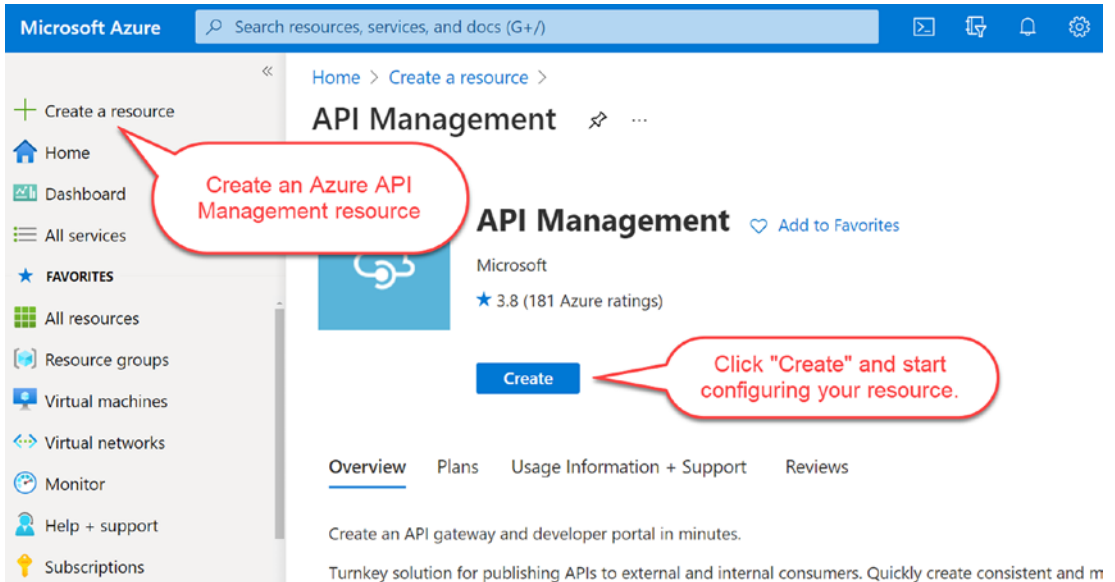 Microsoft Azure
Search resources, services, and docs (G+/)
Home > Create a resource >
Create a resource
API Management
Home
Create an Azure API
Management resource
Dashboard
All services
API Management
Add to Favorites
Microsoft
FAVORITES
3.8 (181 Azure ratings)
All resources
Resource groups
Click "Create" and start
configuring your resource.
Create
Virtual machines
Virtual networks
Overview Plans Usage Information + Support Reviews
Monitor
Help + support
Create an API gateway and developer portal in minutes.
Subscriptions
Turnkey solution for publishing APIs to external and internal consumers. Quickly create consistent and m